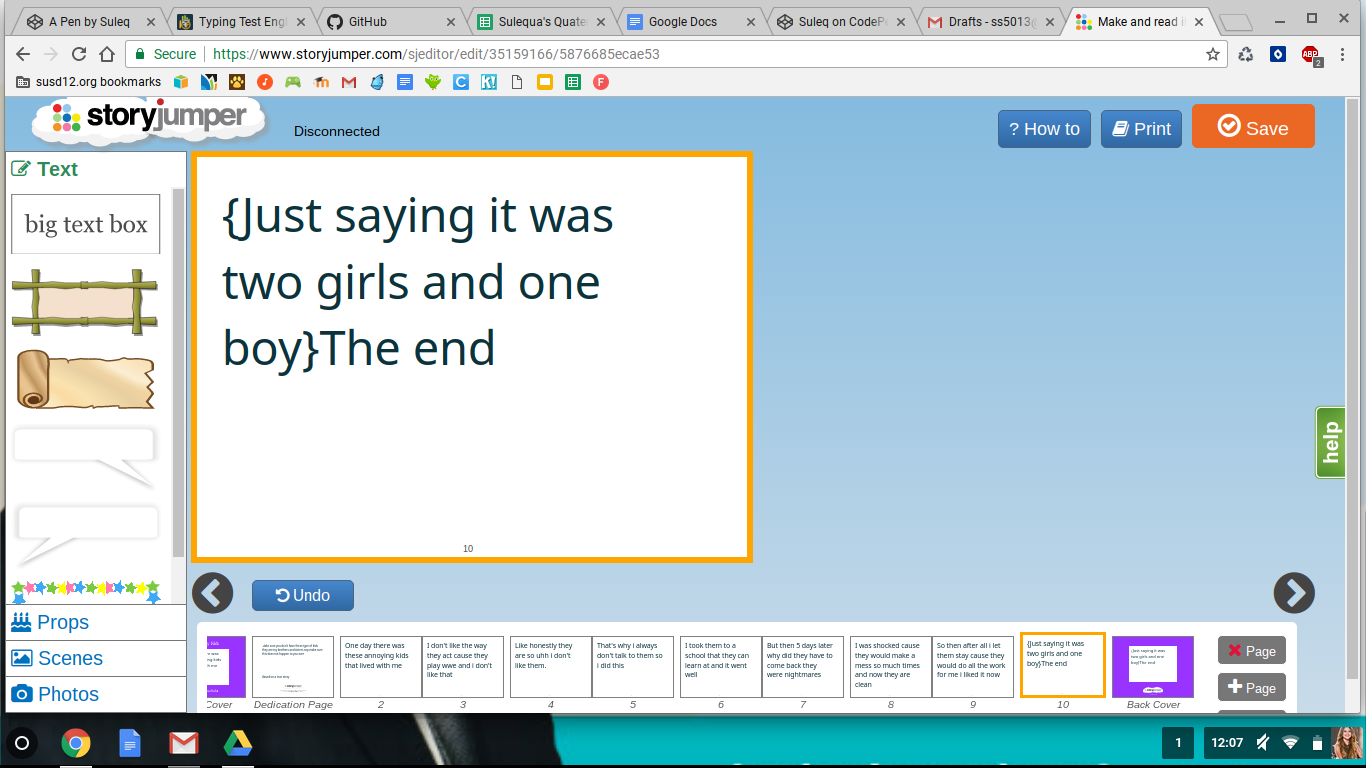 A Pen by Suleq
Typing Test Engl
GitHub
Sulequa's Quate
Google Docs
Suleq on CodeP
Drafts - ss5013@
Make and read i
Secure
https://www.storyjumper.com/sjeditor/edit/35159166/5876685ecae53
ABP
2
susd12.org bookmarks
storyjumper
Disconnected
? How to
Print
Save
Text
big text box
{Just saying it was
two girls and one
boy}The end
10
help
Undo
Props
Scenes
Photos
One day there was
these annoying kids
that lived with me
I don't like the way
they act cause they
play wwe and i don't
like that
Like honestly they
are so uhh i don't
like them.
That's why i always
don't talk to them so
i did this
I took them to a
school that they can
learn at and it went
well
But then 5 days later
why did they have to
come back they
were nightmares
I was shocked cause
they would make a
mess so much times
and now they are
clean
So then after all i let
them stay cause they
would do all the work
for me i liked it now
{Just saying it was
two girls and one
boy}The end
{Just saying it was
two girls and one
boy}The end
Cover
Dedication Page
2
3
4
5
6
7
8
9
10
Back Cover
Page
Page
1
12:07